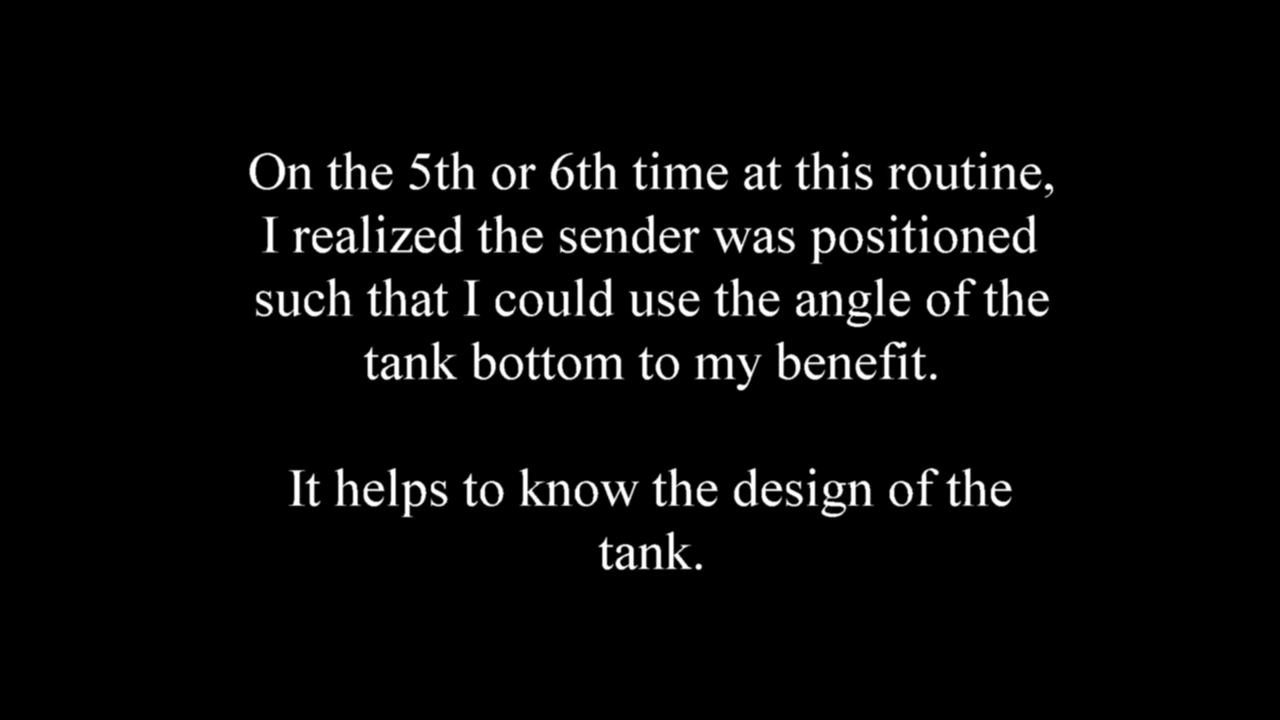 On the 5th or 6th time at this routine,
I realized the sender was positioned
such that I could use the angle of the
tank bottom to my benefit.
It helps to know the design of the
tank.